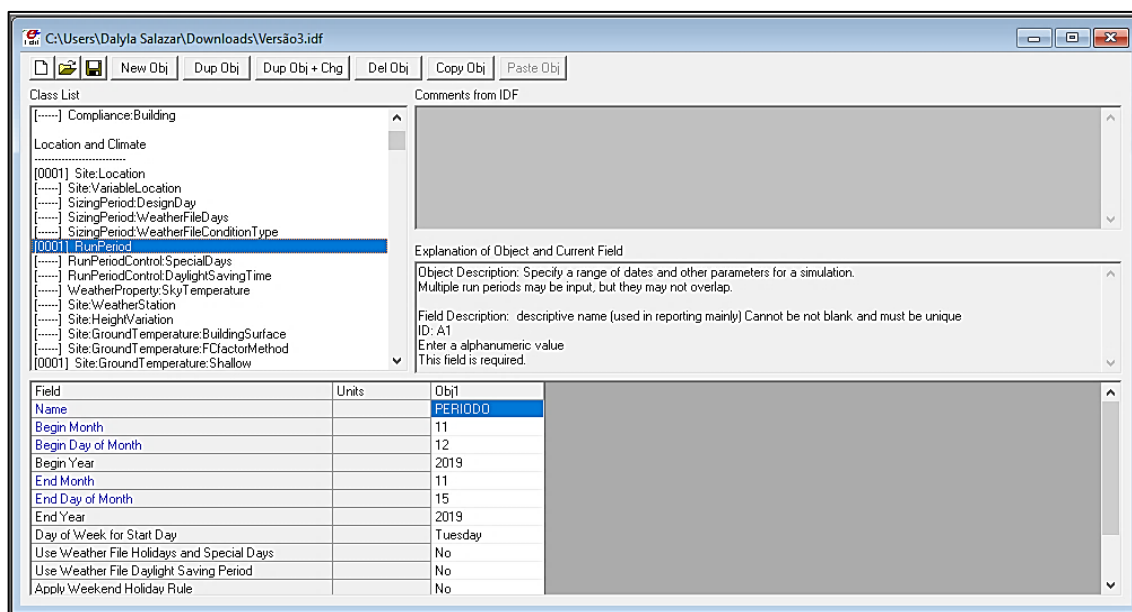 C:\Users\Dalyla Salazar\Downloads\Versão3.idf
New Obj Dup Obj Dup Obj + Chg Del Obj Copy Obj Paste Obj
Class List
Comments from IDF
[------] Compliance:Building
Location and Climate
----------------------------
[0001] Site:Location
[------] Site:VariableLocation
[------] SizingPeriod:DesignDay
[------] SizingPeriod:WeatherFileDays
[------] SizingPeriod:WeatherFileConditionType
[0001] RunPeriod
[------] RunPeriodControl:SpecialDays
[------] RunPeriodControl:DaylightSavingTime
[------] WeatherProperty:SkyTemperature
[------] Site:WeatherStation
[------] Site:HeightVariation
[------] Site:GroundTemperature:BuildingSurface
[------] Site:GroundTemperature:FCfactorMethod
[0001] Site:GroundTemperature:Shallow
Explanation of Object and Current Field
Object Description: Specify a range of dates and other parameters for a simulation.
Multiple run periods may be input, but they may not overlap.
Field Description: descriptive name (used in reporting mainly) Cannot be not blank and must be unique
ID: A1
Enter a alphanumeric value
This field is required.
Field Units Obj1
Name PERIODO
Begin Month 11
Begin Day of Month 12
Begin Year 2019
End Month 11
End Day of Month 15
End Year 2019
Day of Week for Start Day Tuesday
Use Weather File Holidays and Special Days No
Use Weather File Daylight Saving Period No
Apply Weekend Holiday Rule No